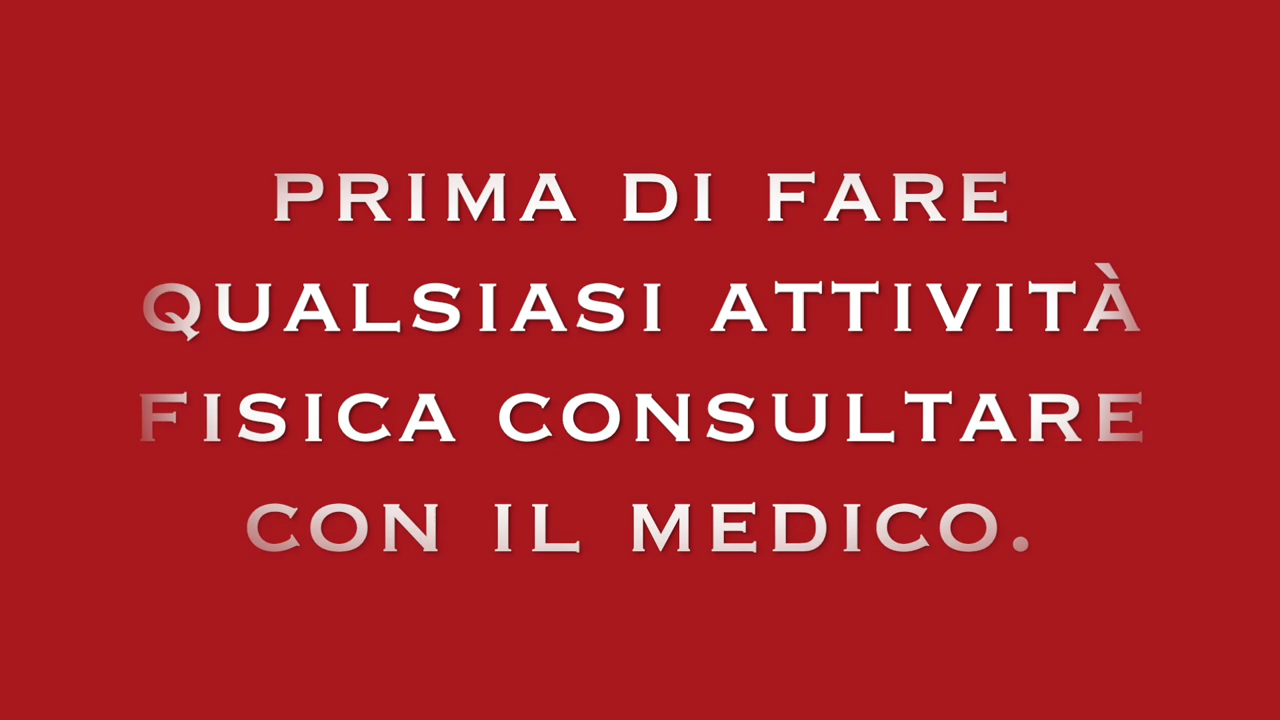 PRIMA DI FARE
QUALSIASI ATTIVITÀ
FISICA CONSULTARE
CON IL MEDICO.